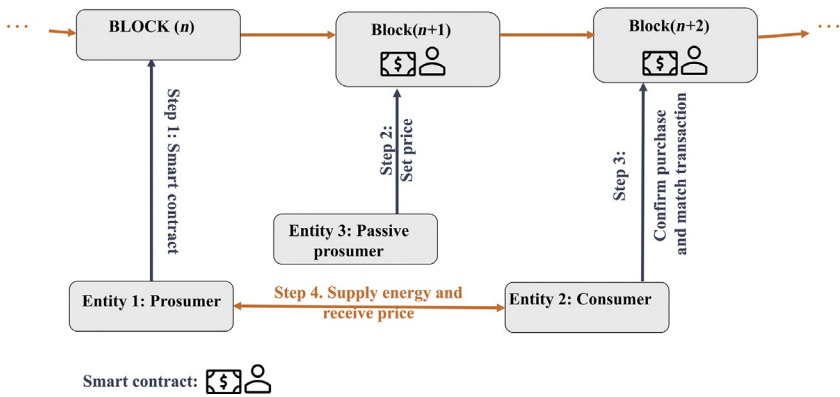 ... BLOCK (n) Block(n+1) Block(n+2) ...
$ $
Step 1: Smart
contract
Step 2:
Set price
Step 3:
Confirm purchase
and match transaction
Entity 3: Passive
prosumer
Entity 1: Prosumer
Step 4. Supply energy and
receive price
Entity 2: Consumer
Smart contract: $